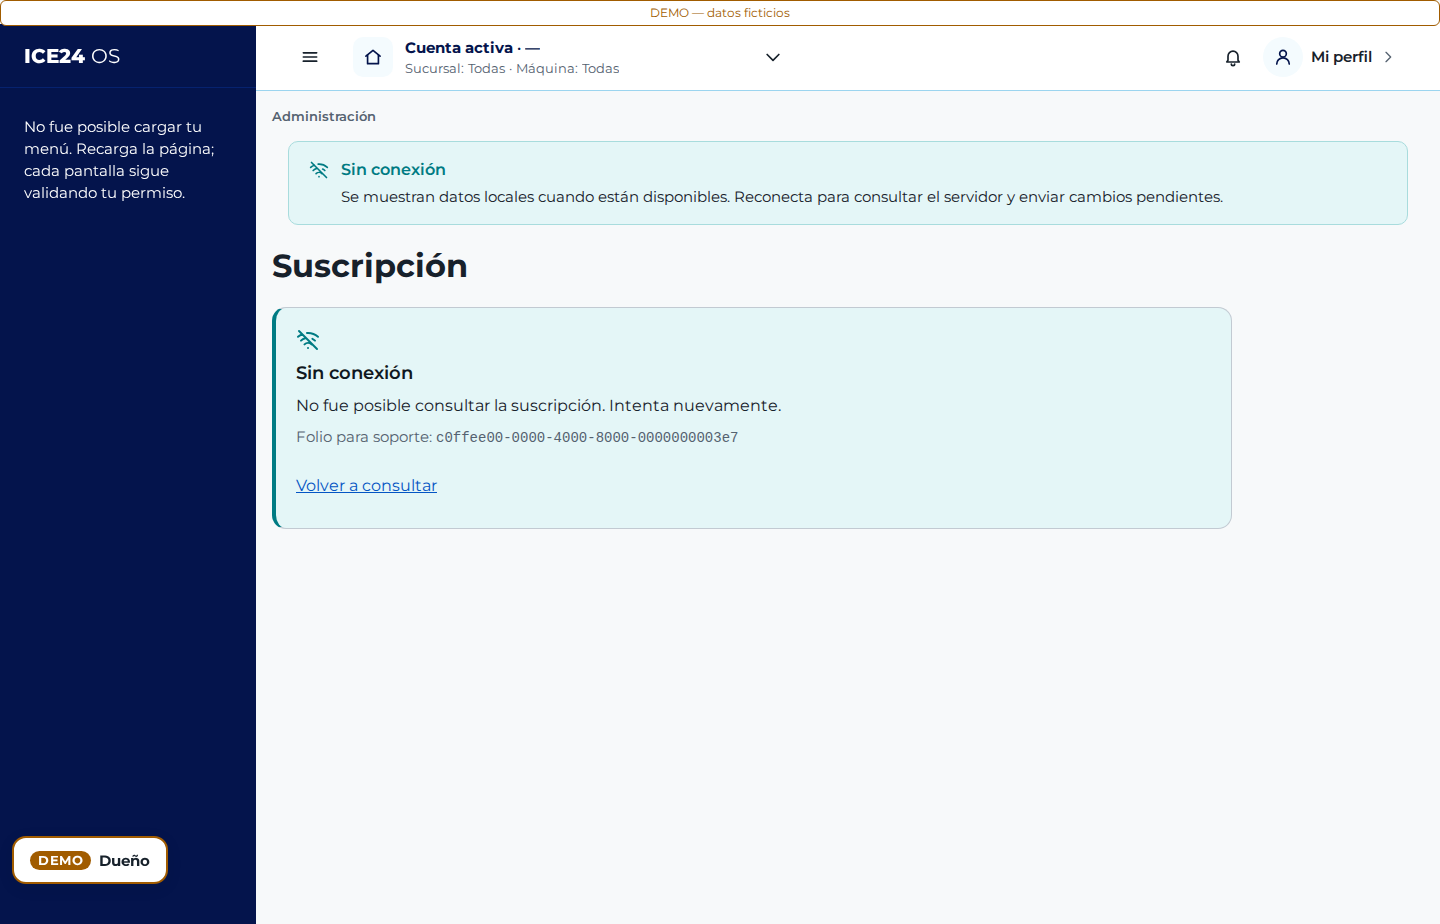 DEMO — datos ficticios
ICE24 OS
No fue posible cargar tu
menú. Recarga la página;
cada pantalla sigue
validando tu permiso.
Cuenta activa · —
Sucursal: Todas · Máquina: Todas
Mi perfil
Administración
Sin conexión
Se muestran datos locales cuando están disponibles. Reconecta para consultar el servidor y enviar cambios pendientes.
Suscripción
Sin conexión
No fue posible consultar la suscripción. Intenta nuevamente.
Folio para soporte: c0ffee00-0000-4000-8000-0000000003e7
Volver a consultar
DEMO Dueño